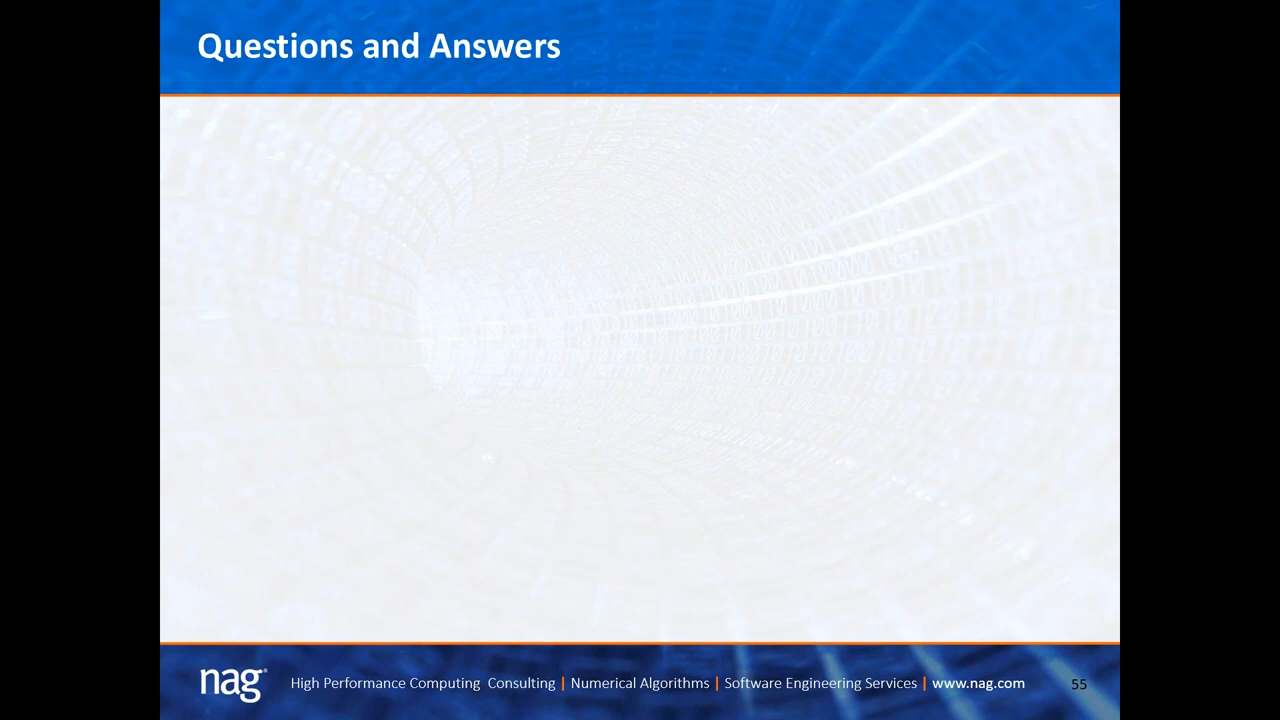 Questions and Answers
nag®
High Performance Computing Consulting | Numerical Algorithms | Software Engineering Services | www.nag.com
55